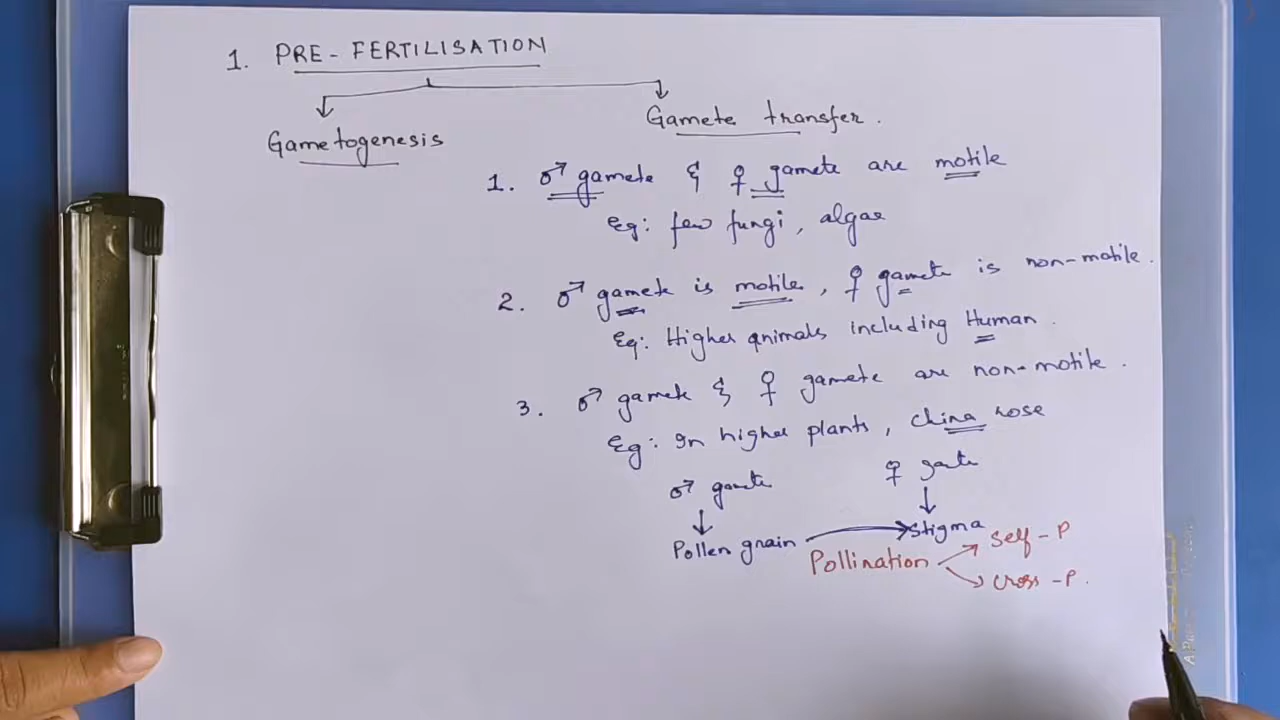 1. PRE - FERTILISATION
Gametogenesis
Gamete transfer.
1. ♂ gamete & ♀ gamete are motile
Eg: few fungi, algae
2. ♂ gamete is motile, ♀ gamete is non-motile.
Eg: Higher animals including Human.
3. ♂ gamete & ♀ gamete are non-motile.
Eg: In higher plants, china rose
♂ gamete
♀ gamete
Pollen grain
Stigma
Pollination
Self - P
Cross - P.